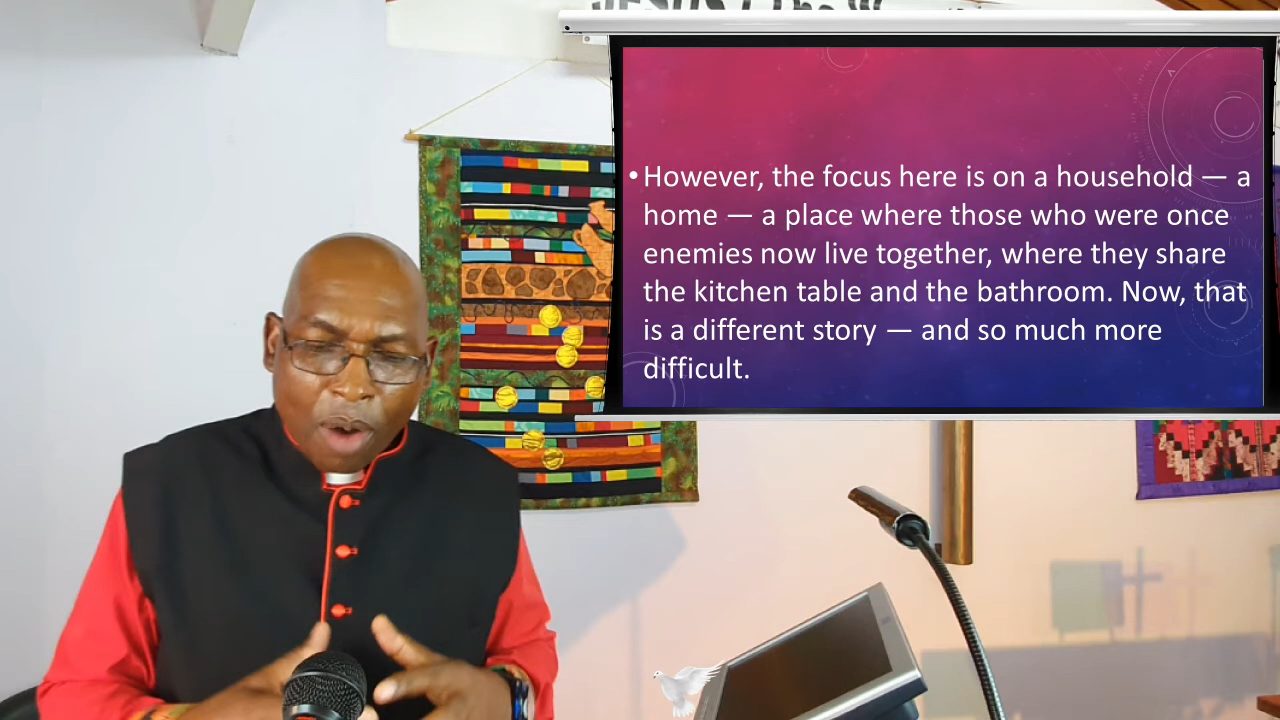 • However, the focus here is on a household — a
home — a place where those who were once
enemies now live together, where they share
the kitchen table and the bathroom. Now, that
is a different story — and so much more
difficult.